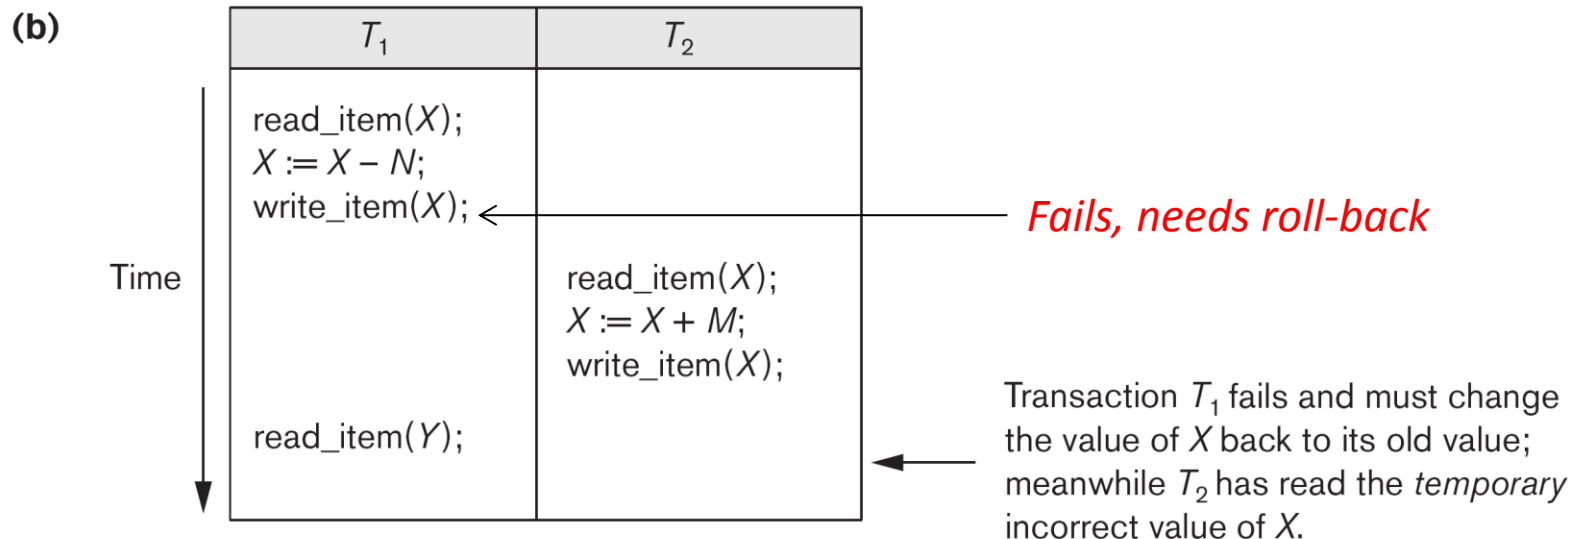 (b)
T1
T2
read_item(X);
X := X – N;
write_item(X);
Fails, needs roll-back
Time
read_item(X);
X := X + M;
write_item(X);
read_item(Y);
Transaction T1 fails and must change
the value of X back to its old value;
meanwhile T2 has read the temporary
incorrect value of X.